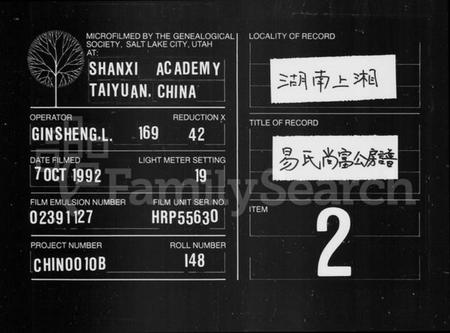 MICROFILMED BY THE GENEALOGICAL
SOCIETY, SALT LAKE CITY, UTAH
AT:
SHANXI ACADEMY
TAIYUAN. CHINA
OPERATOR
REDUCTION X
GINSHENG.L. 169 42
DATE FILMED
LIGHT METER SETTING
7 OCT 1992 19
FILM EMULSION NUMBER
FILM UNIT SER. NO.
02391127 HRP55630
PROJECT NUMBER
ROLL NUMBER
CHIN0010B 148
LOCALITY OF RECORD
湖南上湘
TITLE OF RECORD
易氏尚富公房譜
ITEM
2
FamilySearch